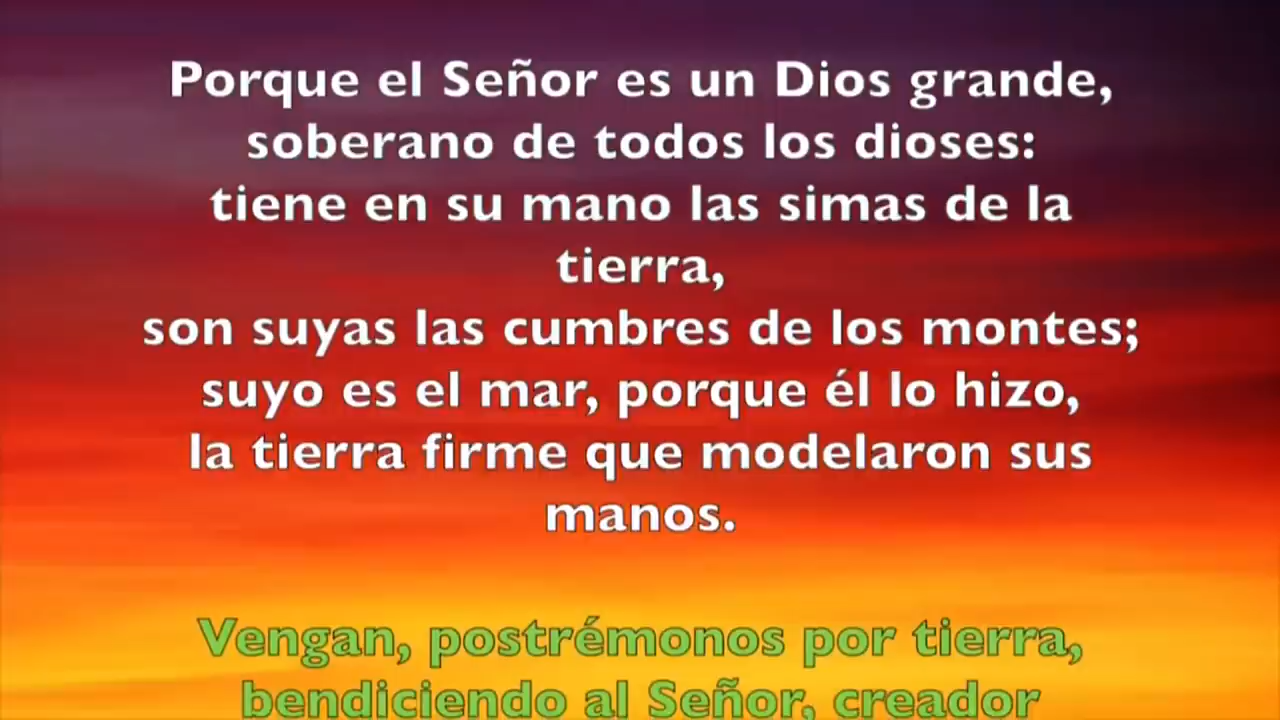 Porque el Señor es un Dios grande,
soberano de todos los dioses:
tiene en su mano las simas de la
tierra,
son suyas las cumbres de los montes;
suyo es el mar, porque él lo hizo,
la tierra firme que modelaron sus
manos.
Vengan, postrémonos por tierra,
bendiciendo al Señor, creador